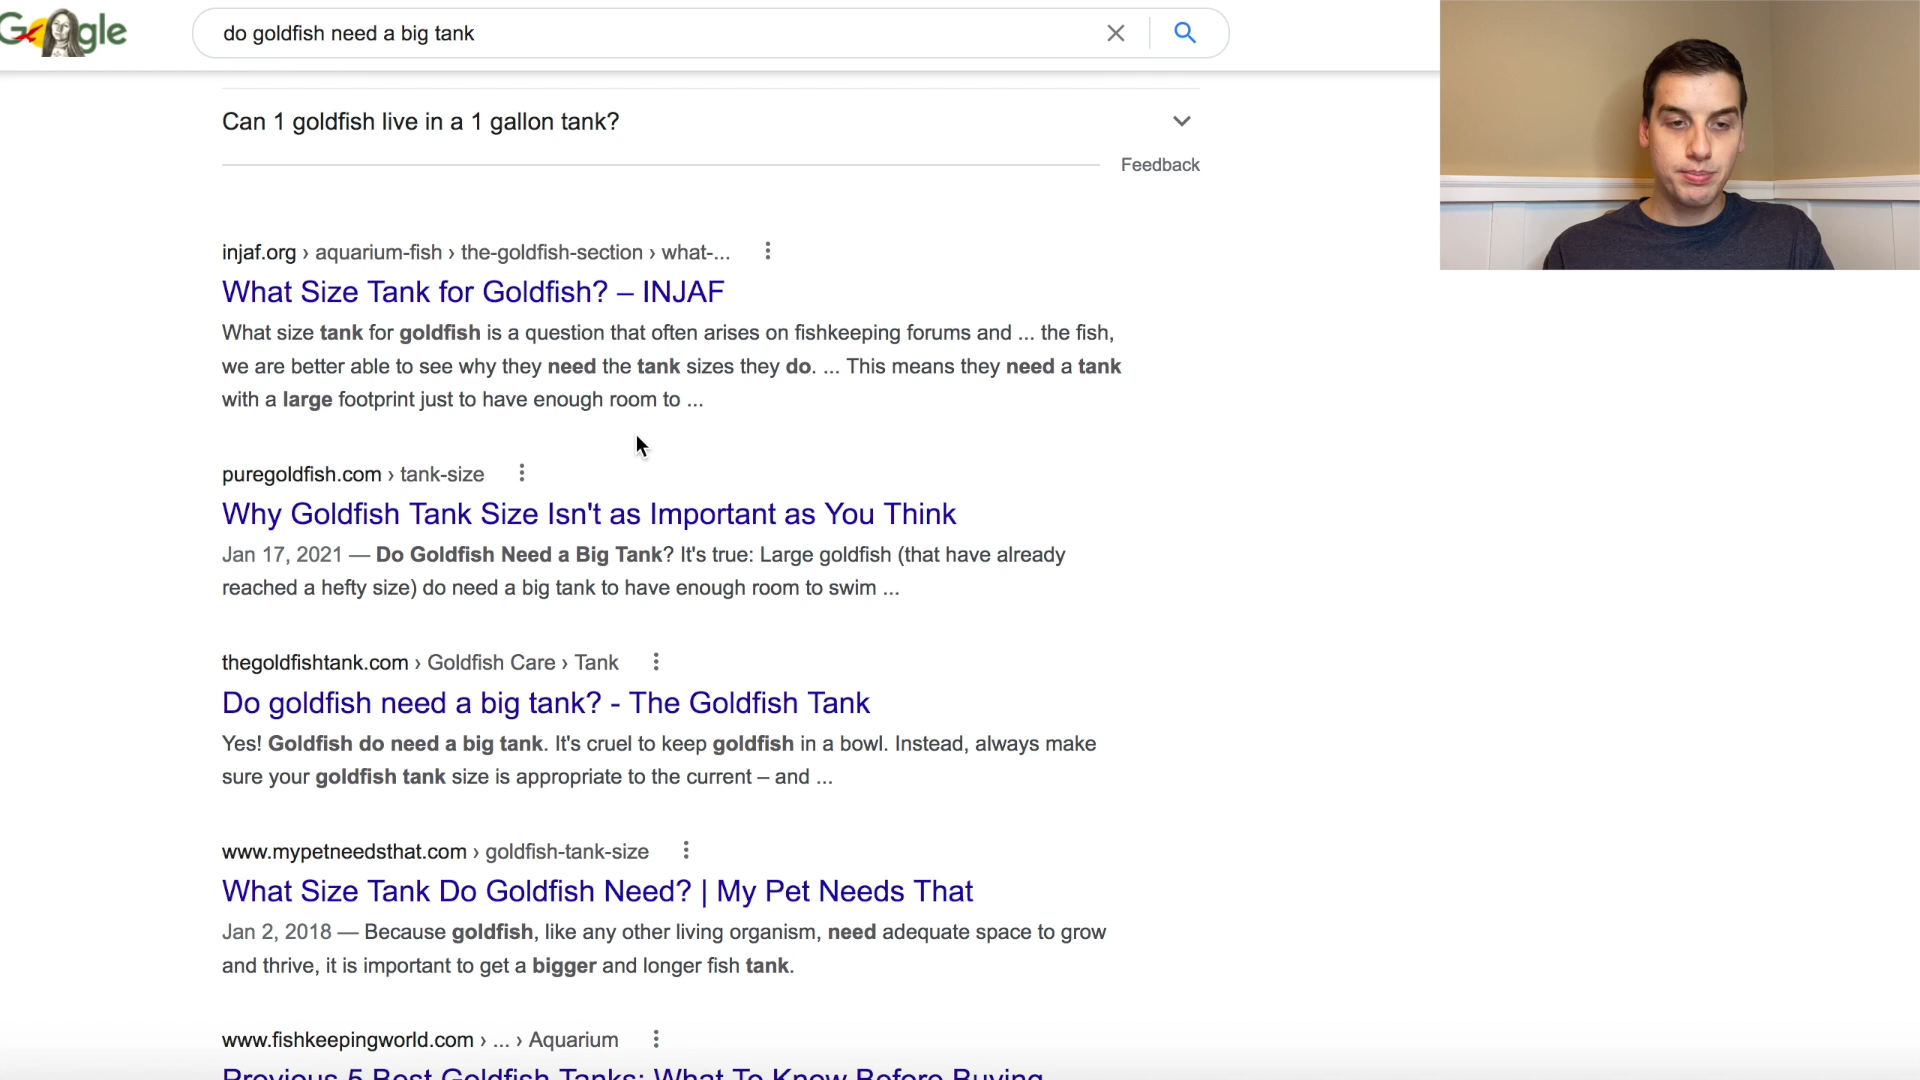 Google
do goldfish need a big tank
Can 1 goldfish live in a 1 gallon tank?
Feedback
injaf.org › aquarium-fish › the-goldfish-section › what-...
What Size Tank for Goldfish? – INJAF
What size tank for goldfish is a question that often arises on fishkeeping forums and ... the fish,
we are better able to see why they need the tank sizes they do. ... This means they need a tank
with a large footprint just to have enough room to ...
puregoldfish.com › tank-size
Why Goldfish Tank Size Isn't as Important as You Think
Jan 17, 2021 — Do Goldfish Need a Big Tank? It's true: Large goldfish (that have already
reached a hefty size) do need a big tank to have enough room to swim ...
thegoldfishtank.com › Goldfish Care › Tank
Do goldfish need a big tank? - The Goldfish Tank
Yes! Goldfish do need a big tank. It's cruel to keep goldfish in a bowl. Instead, always make
sure your goldfish tank size is appropriate to the current – and ...
www.mypetneedsthat.com › goldfish-tank-size
What Size Tank Do Goldfish Need? | My Pet Needs That
Jan 2, 2018 — Because goldfish, like any other living organism, need adequate space to grow
and thrive, it is important to get a bigger and longer fish tank.
www.fishkeepingworld.com › ... › Aquarium
Previous 5 Best Goldfish Tanks: What To Know Before Buying